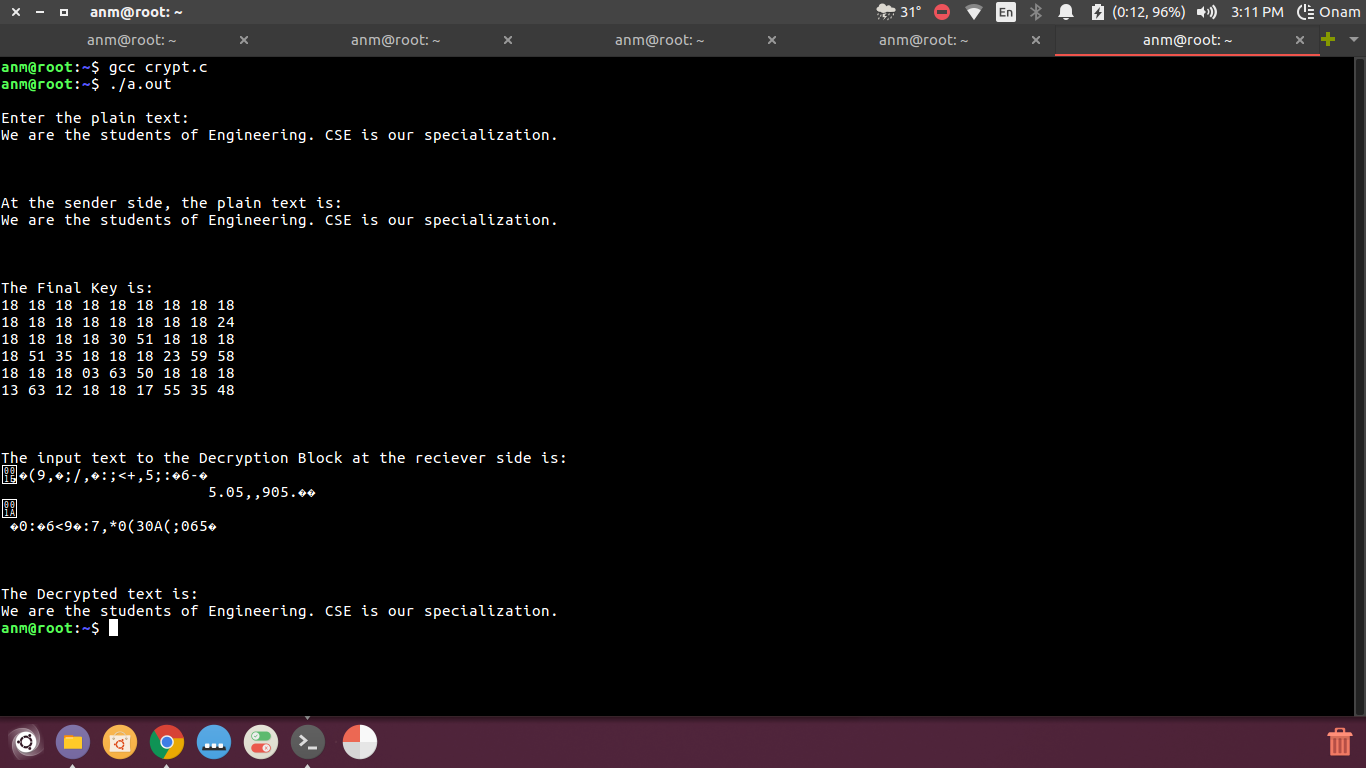 anm@root: ~
31°
En
(0:12, 96%)
3:11 PM
Onam
anm@root: ~ anm@root: ~ anm@root: ~ anm@root: ~ anm@root: ~
anm@root:~$ gcc crypt.c
anm@root:~$ ./a.out
Enter the plain text:
We are the students of Engineering. CSE is our specialization.
At the sender side, the plain text is:
We are the students of Engineering. CSE is our specialization.
The Final Key is:
18 18 18 18 18 18 18 18 18
18 18 18 18 18 18 18 18 24
18 18 18 18 30 51 18 18 18
18 51 35 18 18 18 23 59 58
18 18 18 03 63 50 18 18 18
13 63 12 18 18 17 55 35 48
The input text to the Decryption Block at the reciever side is:
�(9,�;/,�:;<+,5;:�6-�
5.05,,905.��
001A
�0:�6<9�:7,*0(30A(;065�
The Decrypted text is:
We are the students of Engineering. CSE is our specialization.
anm@root:~$